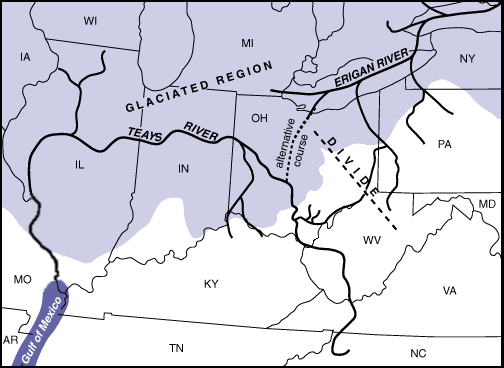 WI
IA
MI
NY
GLACIATED REGION
ERIGAN RIVER
OH
TEAYS RIVER
alternative
course
DIVIDE
PA
IL
IN
MD
WV
MO
KY
VA
Gulf of Mexico
AR
TN
NC